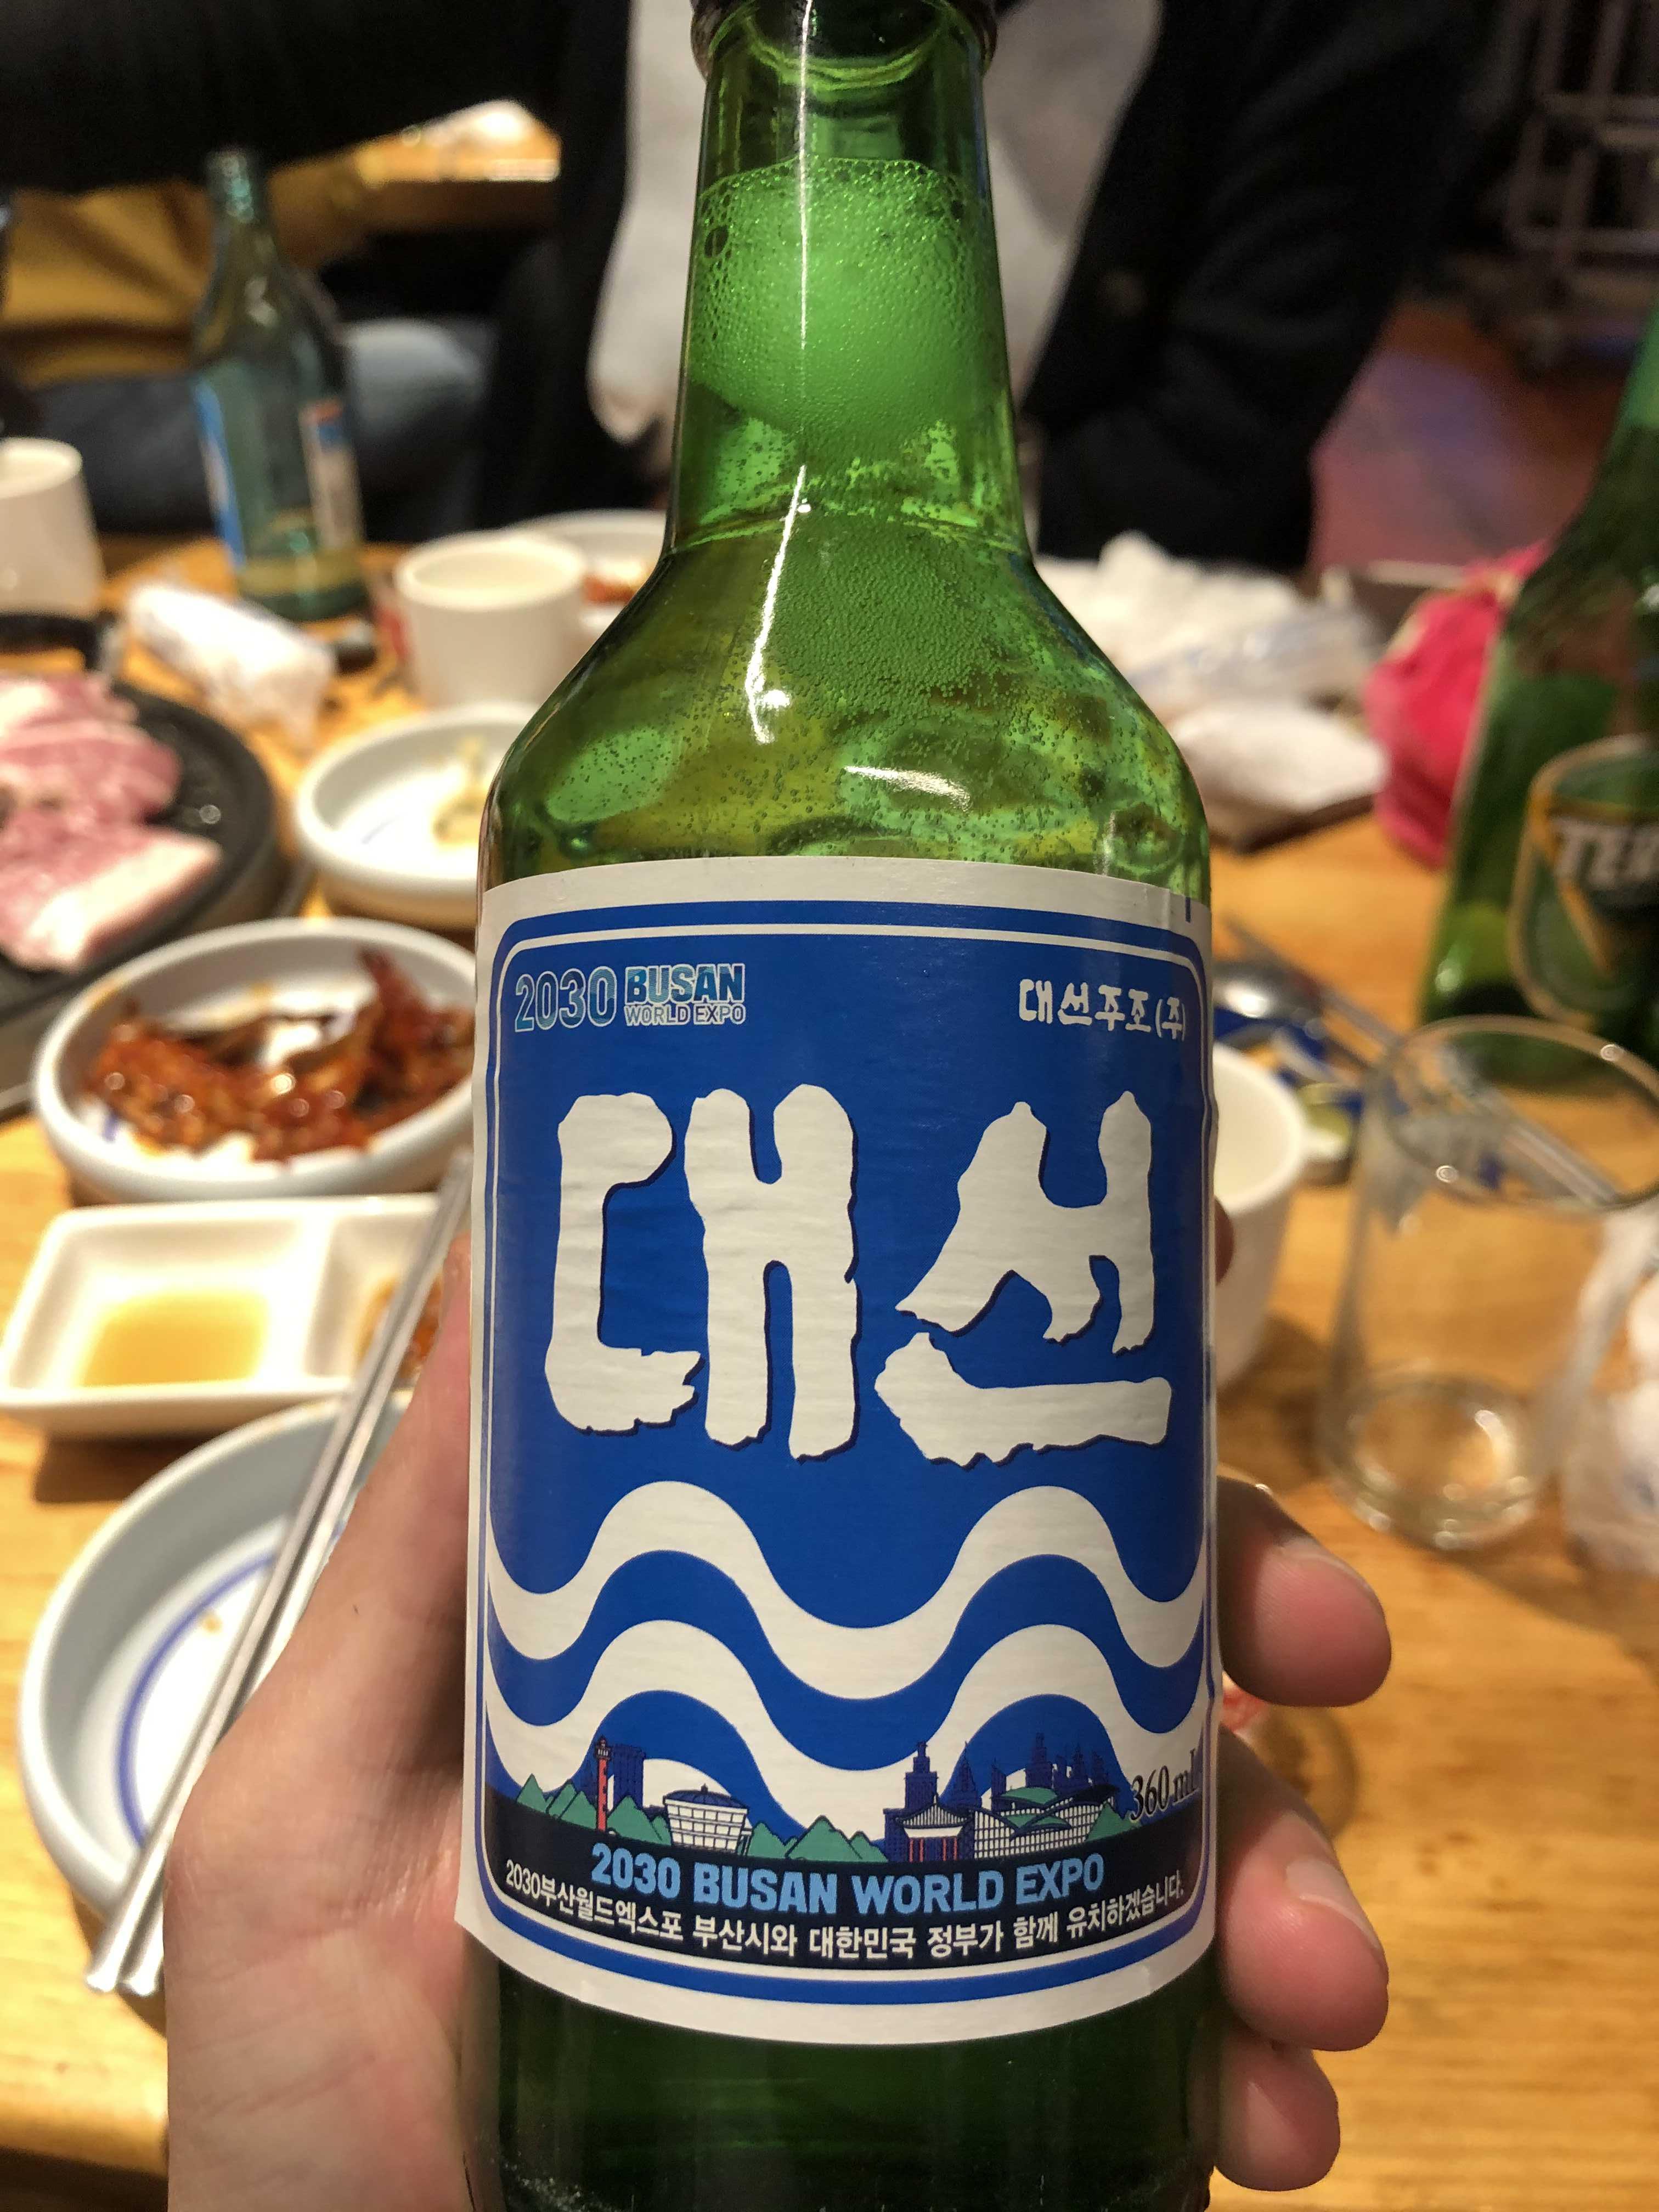 2030 BUSAN
WORLD EXPO
대선주조(주)
대선
360mL
2030 BUSAN WORLD EXPO
2030부산월드엑스포 부산시와 대한민국 정부가 함께 유치하겠습니다.